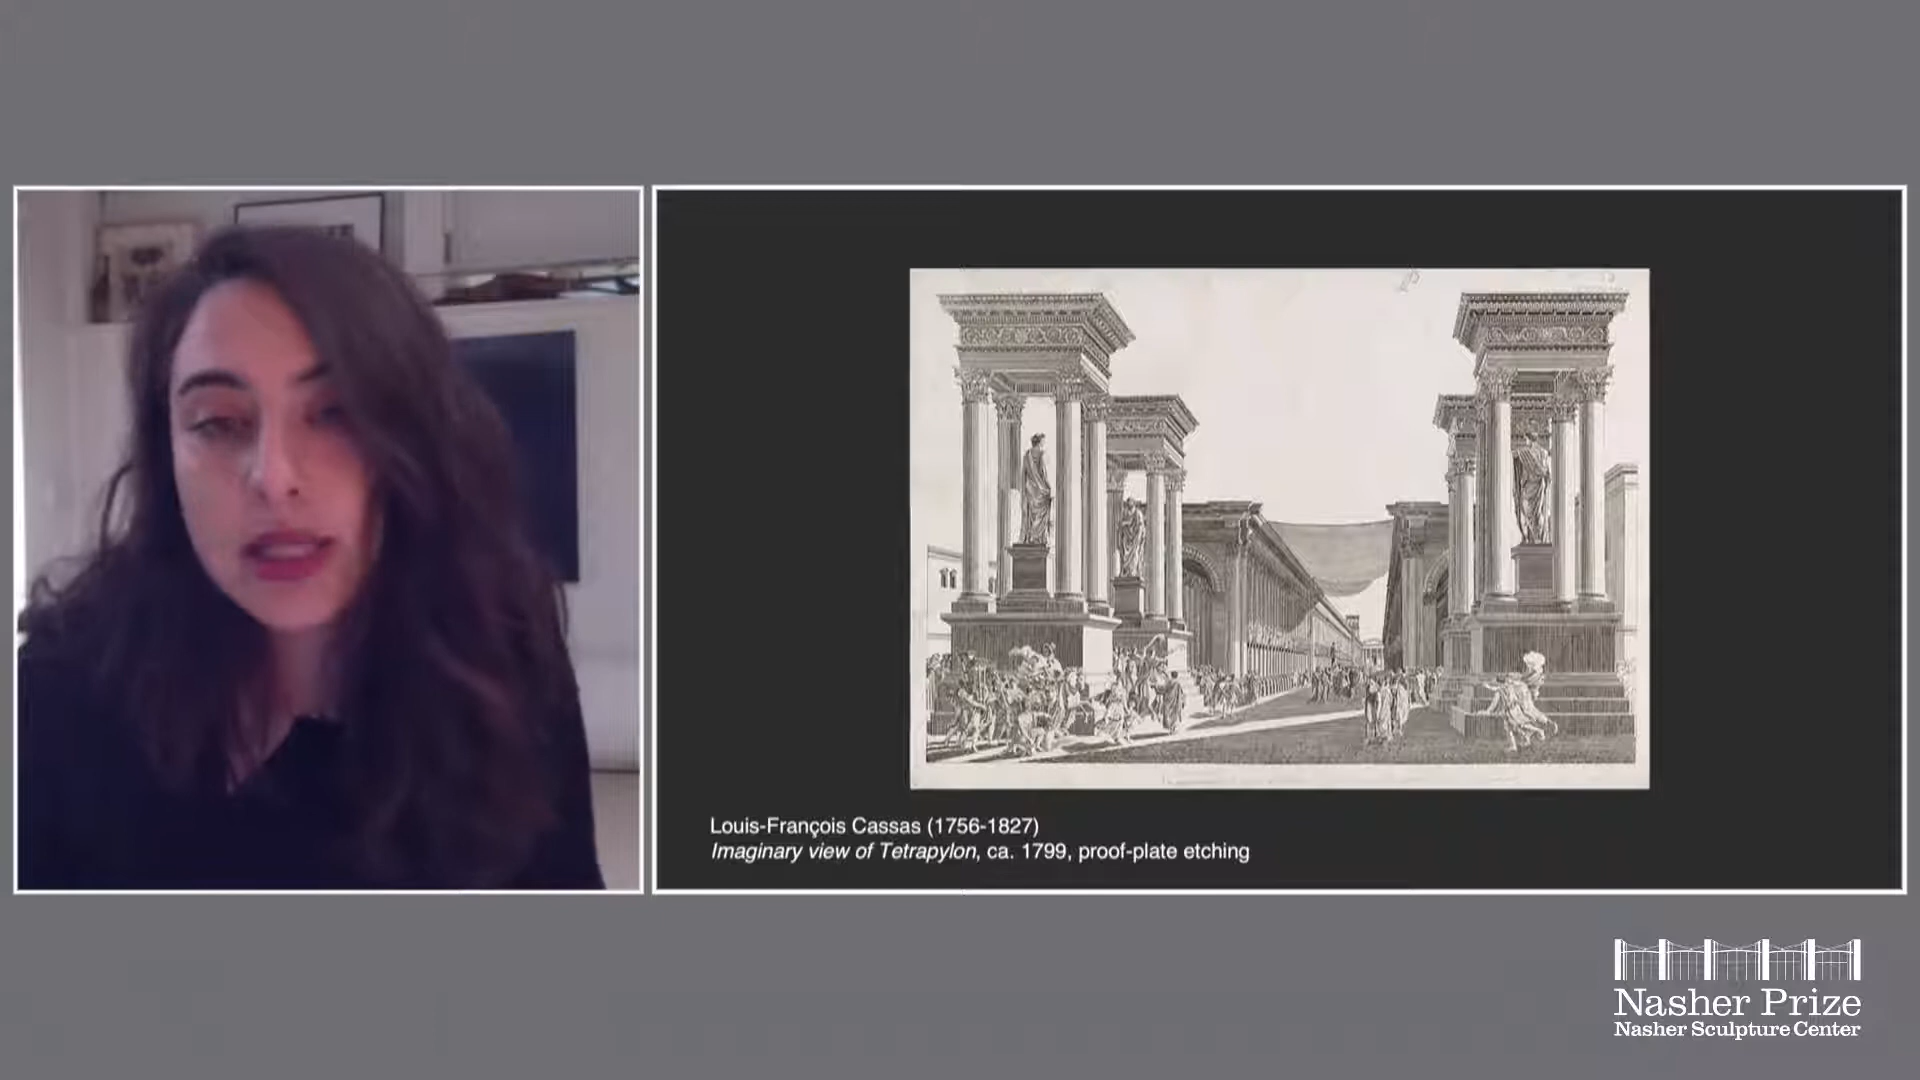 Louis-François Cassas (1756-1827)
Imaginary view of Tetrapylon, ca. 1799, proof-plate etching
Nasher Prize
Nasher Sculpture Center